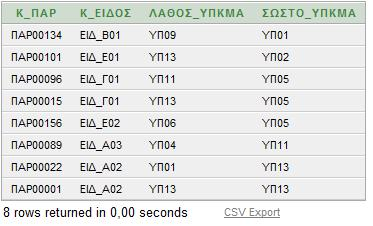 Κ_ΠΑΡ Κ_ΕΙΔΟΣ ΛΑΘΟΣ_ΥΠΚΜΑ ΣΩΣΤΟ_ΥΠΚΜΑ
ΠΑΡ00134 ΕΙΔ_Β01 ΥΠ09 ΥΠ01
ΠΑΡ00101 ΕΙΔ_Ε01 ΥΠ13 ΥΠ02
ΠΑΡ00096 ΕΙΔ_Γ01 ΥΠ11 ΥΠ05
ΠΑΡ00015 ΕΙΔ_Γ01 ΥΠ13 ΥΠ05
ΠΑΡ00156 ΕΙΔ_Ε02 ΥΠ06 ΥΠ05
ΠΑΡ00089 ΕΙΔ_Α03 ΥΠ04 ΥΠ11
ΠΑΡ00022 ΕΙΔ_Α02 ΥΠ01 ΥΠ13
ΠΑΡ00001 ΕΙΔ_Α02 ΥΠ13 ΥΠ13
8 rows returned in 0,00 seconds CSV Export